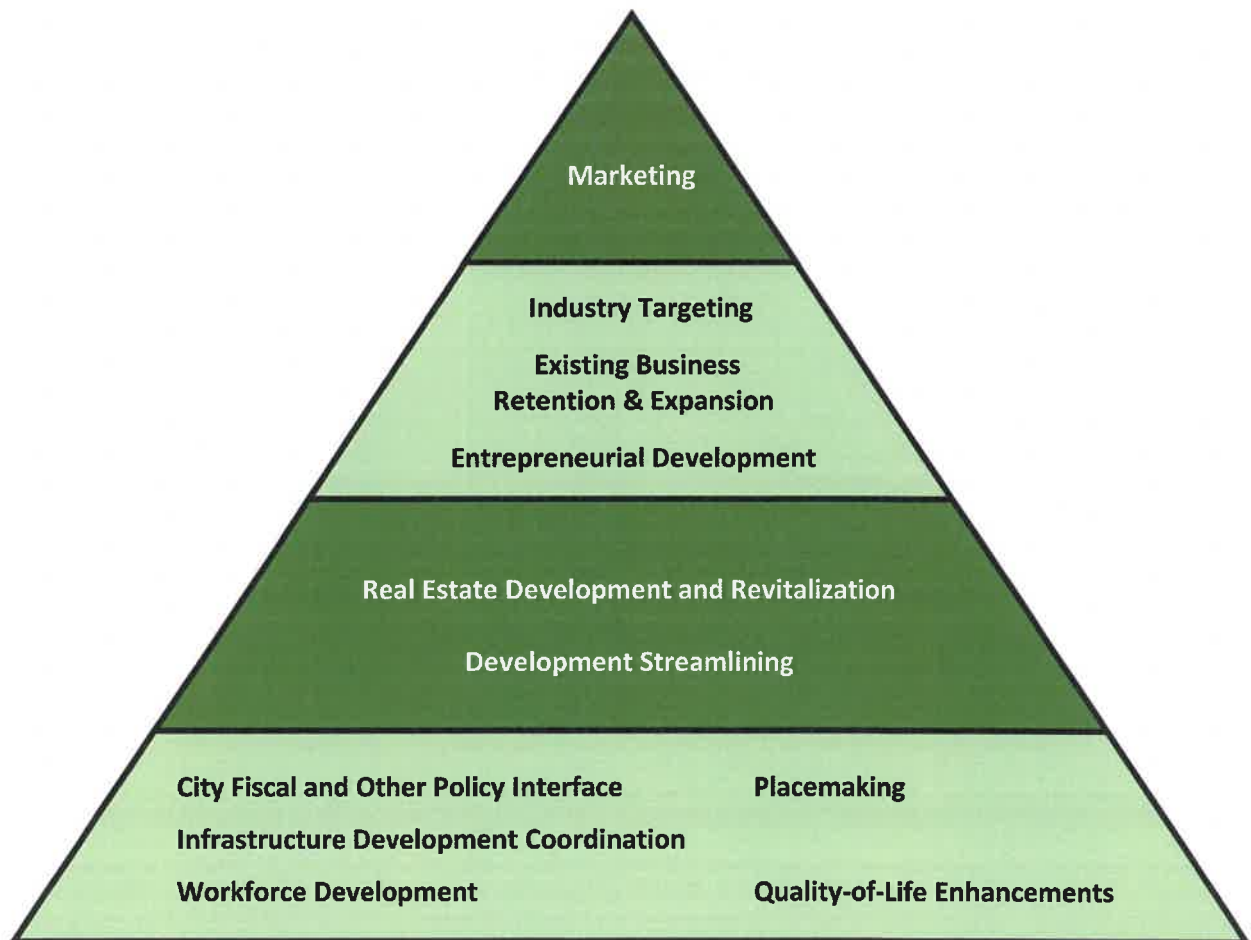 Marketing
Industry Targeting
Existing Business
Retention & Expansion
Entrepreneurial Development
Real Estate Development and Revitalization
Development Streamlining
City Fiscal and Other Policy Interface
Placemaking
Infrastructure Development Coordination
Workforce Development
Quality-of-Life Enhancements